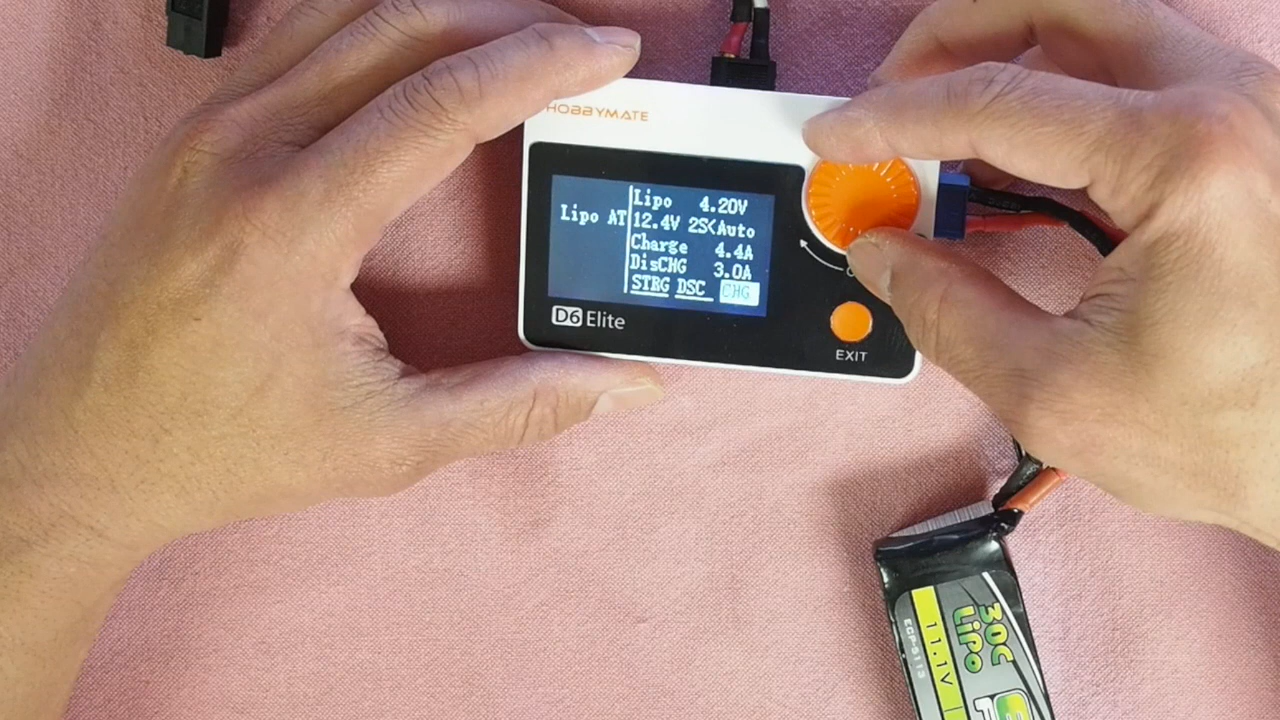 HOBBYMATE
Lipo 4.20V
Lipo AT 12.4V 2S<Auto
Charge 4.4A
DisCHG 3.0A
STRG DSC CHG
D6 Elite
EXIT
30C
LiPo
11.1V